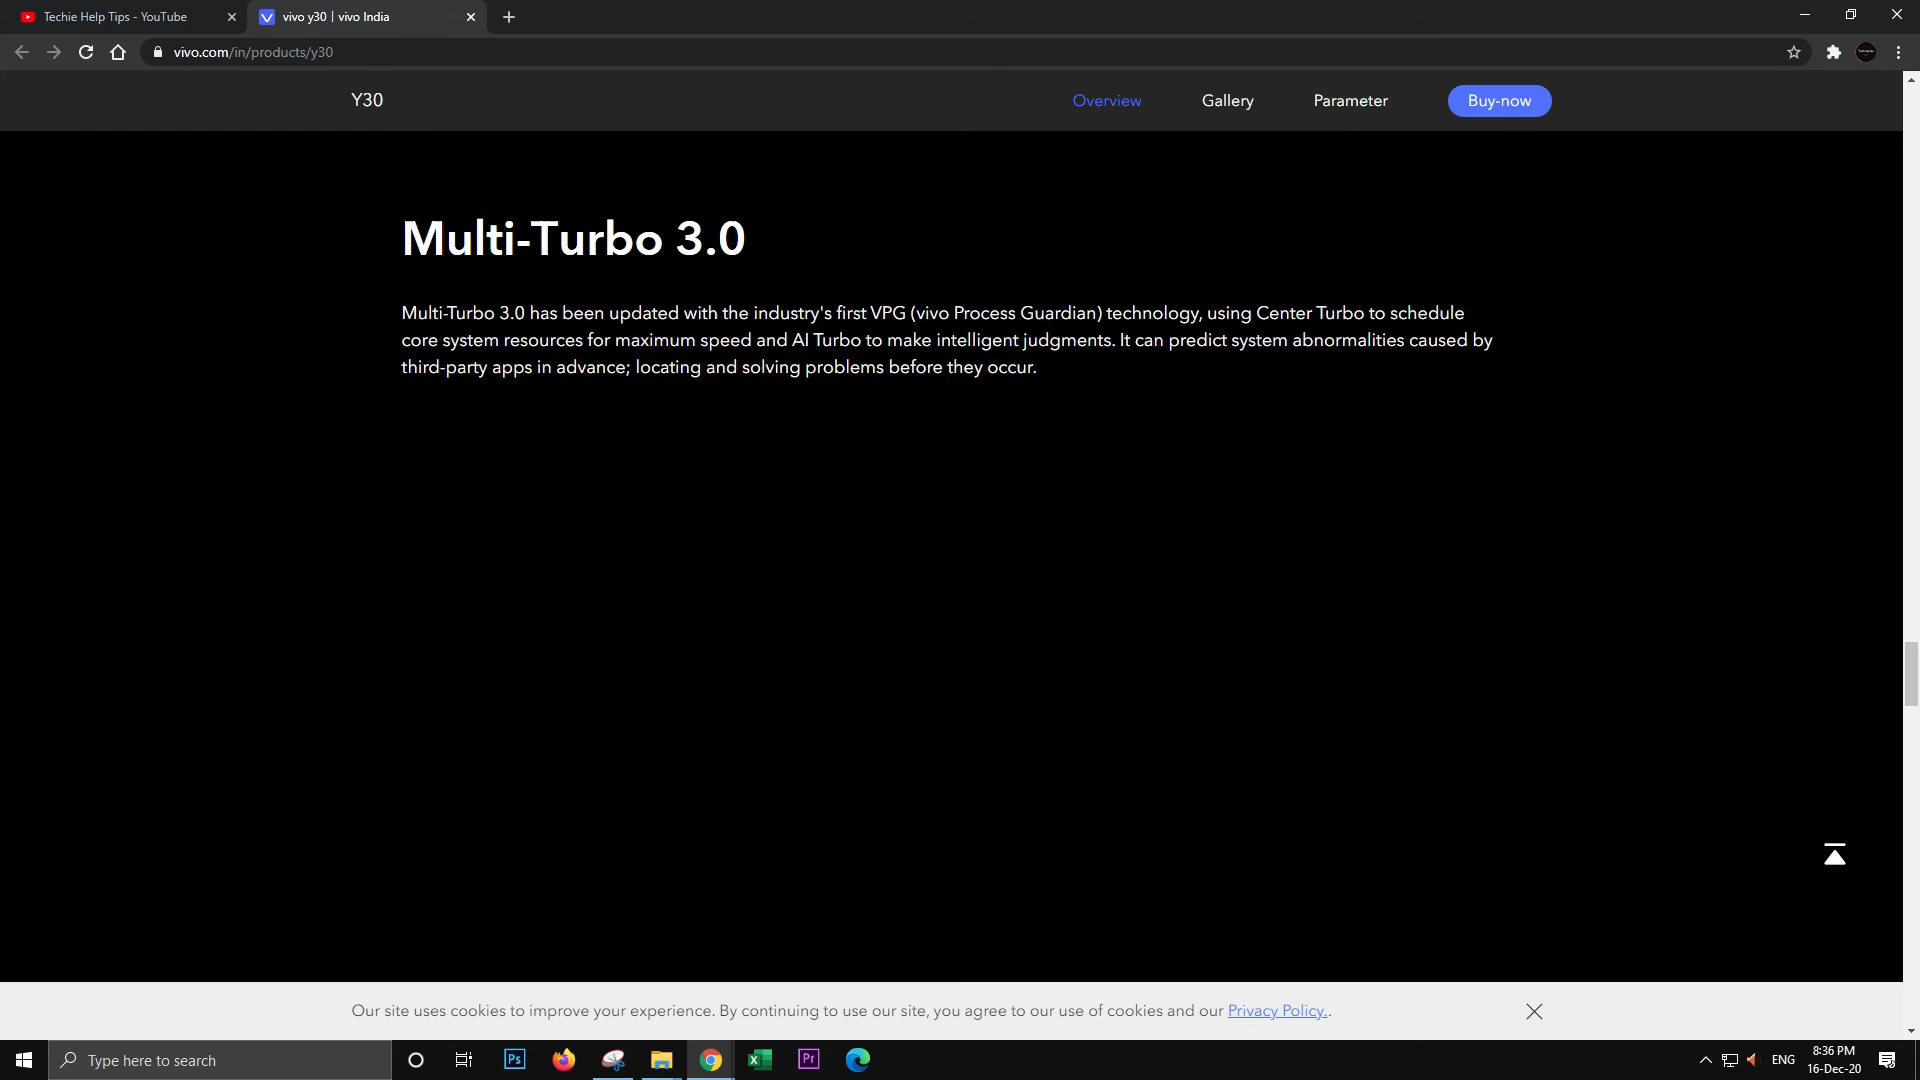 Techie Help Tips - YouTube
vivo y30 | vivo India
vivo.com/in/products/y30
Y30
Overview
Gallery
Parameter
Buy-now
Multi-Turbo 3.0
Multi-Turbo 3.0 has been updated with the industry's first VPG (vivo Process Guardian) technology, using Center Turbo to schedule
core system resources for maximum speed and AI Turbo to make intelligent judgments. It can predict system abnormalities caused by
third-party apps in advance; locating and solving problems before they occur.
Our site uses cookies to improve your experience. By continuing to use our site, you agree to our use of cookies and our Privacy Policy..
Type here to search
Ps
Pr
ENG
8:36 PM
16-Dec-20